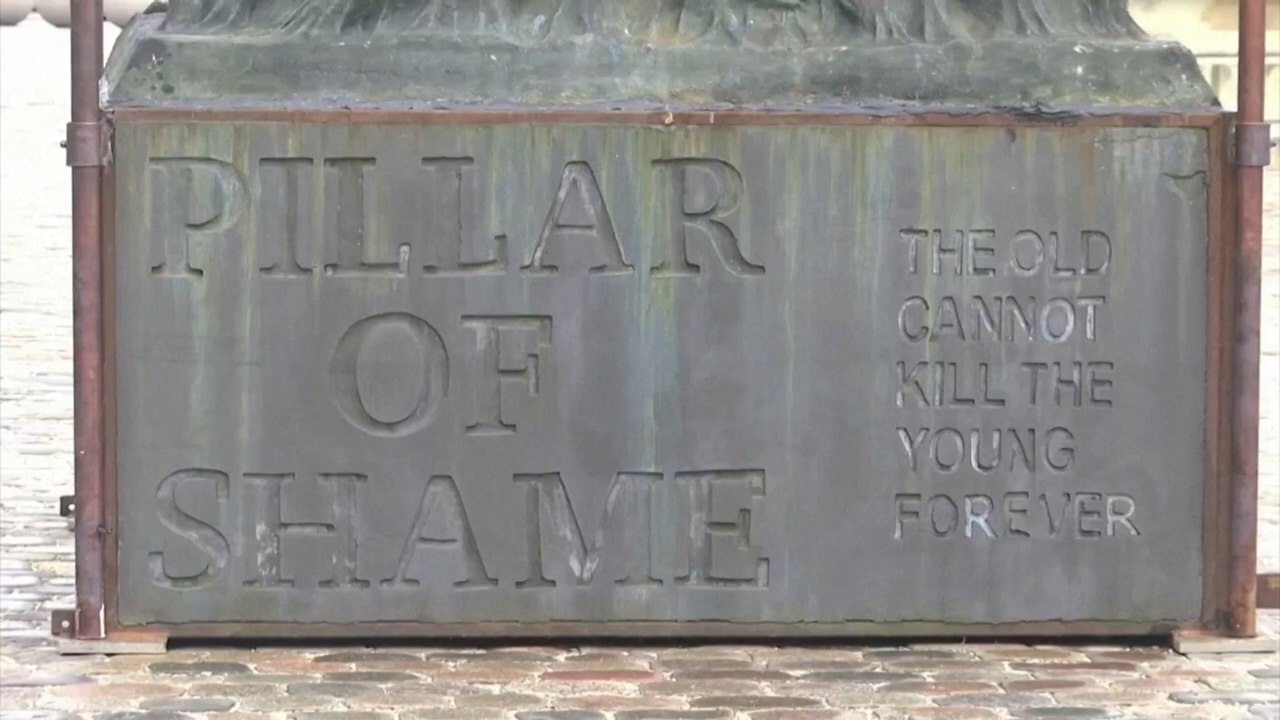 PILLAR
OF
SHAME
THE OLD
CANNOT
KILL THE
YOUNG
FOREVER